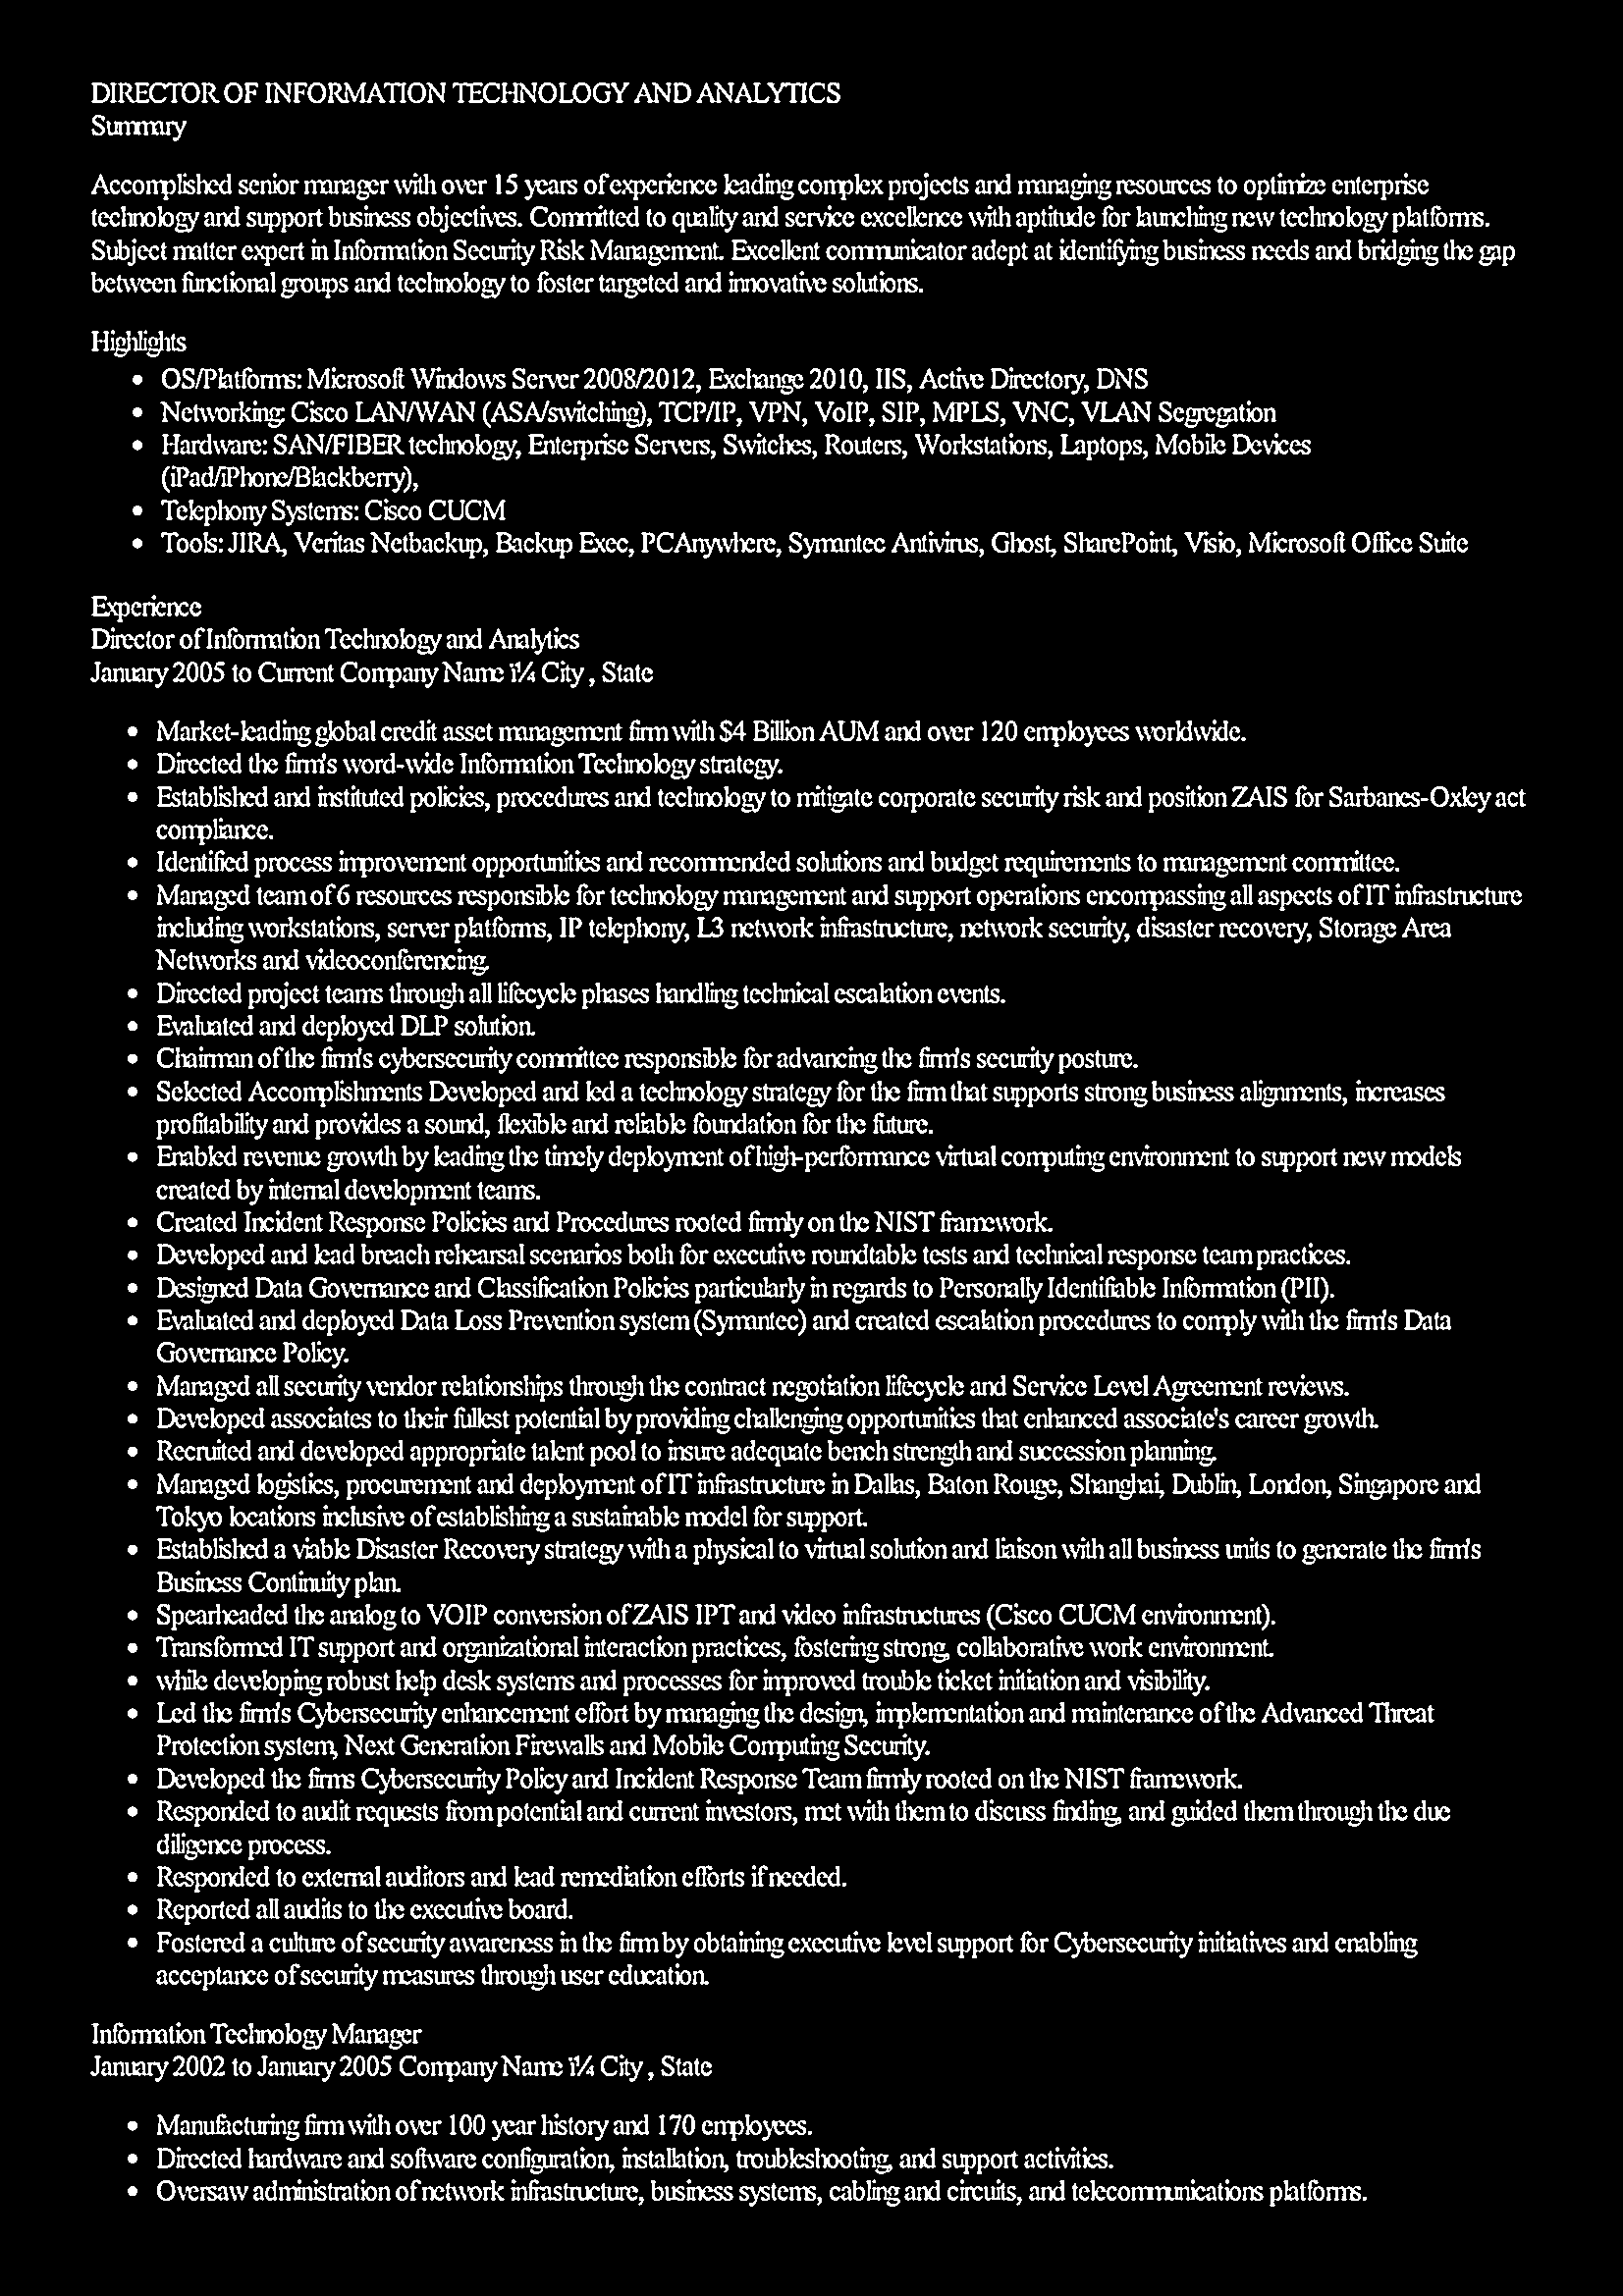 DIRECTOR OF INFORMATION TECHNOLOGY AND ANALYTICS
Summary
Accomplished senior manager with over 15 years of experience leading complex projects and managing resources to optimize enterprise
technology and support business objectives. Committed to quality and service excellence with aptitude for launching new technology platforms.
Subject matter expert in Information Security Risk Management. Excellent communicator adept at identifying business needs and bridging the gap
between functional groups and technology to foster targeted and innovative solutions.
Highlights
• OS/Platforms: Microsoft Windows Server 2008/2012, Exchange 2010, IIS, Active Directory, DNS
• Networking: Cisco LAN/WAN (ASA/switching), TCP/IP, VPN, VoIP, SIP, MPLS, VNC, VLAN Segregation
• Hardware: SAN/FIBER technology, Enterprise Servers, Switches, Routers, Workstations, Laptops, Mobile Devices
(iPad/iPhone/Blackberry),
• Telephony Systems: Cisco CUCM
• Tools: JIRA, Veritas Netbackup, Backup Exec, PCAnywhere, Symantec Antivirus, Ghost, SharePoint, Visio, Microsoft Office Suite
Experience
Director of Information Technology and Analytics
January 2005 to Current Company Name ï¼ City , State
• Market-leading global credit asset management firm with $4 Billion AUM and over 120 employees worldwide.
• Directed the firm's word-wide Information Technology strategy.
• Established and instituted policies, procedures and technology to mitigate corporate security risk and position ZAIS for Sarbanes-Oxley act
compliance.
• Identified process improvement opportunities and recommended solutions and budget requirements to management committee.
• Managed team of 6 resources responsible for technology management and support operations encompassing all aspects of IT infrastructure
including workstations, server platforms, IP telephony, L3 network infrastructure, network security, disaster recovery, Storage Area
Networks and videoconferencing.
• Directed project teams through all lifecycle phases handling technical escalation events.
• Evaluated and deployed DLP solution.
• Chairman of the firm's cybersecurity committee responsible for advancing the firm's security posture.
• Selected Accomplishments Developed and led a technology strategy for the firm that supports strong business alignments, increases
profitability and provides a sound, flexible and reliable foundation for the future.
• Enabled revenue growth by leading the timely deployment of high-performance virtual computing environment to support new models
created by internal development teams.
• Created Incident Response Policies and Procedures rooted firmly on the NIST framework.
• Developed and lead breach rehearsal scenarios both for executive roundtable tests and technical response team practices.
• Designed Data Governance and Classification Policies particularly in regards to Personally Identifiable Information (PII).
• Evaluated and deployed Data Loss Prevention system (Symantec) and created escalation procedures to comply with the firm's Data
Governance Policy.
• Managed all security vendor relationships through the contract negotiation lifecycle and Service Level Agreement reviews.
• Developed associates to their fullest potential by providing challenging opportunities that enhanced associate's career growth.
• Recruited and developed appropriate talent pool to insure adequate bench strength and succession planning.
• Managed logistics, procurement and deployment of IT infrastructure in Dallas, Baton Rouge, Shanghai, Dublin, London, Singapore and
Tokyo locations inclusive of establishing a sustainable model for support.
• Established a viable Disaster Recovery strategy with a physical to virtual solution and liaison with all business units to generate the firm's
Business Continuity plan.
• Spearheaded the analog to VOIP conversion of ZAIS IPT and video infrastructures (Cisco CUCM environment).
• Transformed IT support and organizational interaction practices, fostering strong, collaborative work environment.
• while developing robust help desk systems and processes for improved trouble ticket initiation and visibility.
• Led the firm's Cybersecurity enhancement effort by managing the design, implementation and maintenance of the Advanced Threat
Protection system, Next Generation Firewalls and Mobile Computing Security.
• Developed the firms Cybersecurity Policy and Incident Response Team firmly rooted on the NIST framework.
• Responded to audit requests from potential and current investors, met with them to discuss finding, and guided them through the due
diligence process.
• Responded to external auditors and lead remediation efforts if needed.
• Reported all audits to the executive board.
• Fostered a culture of security awareness in the firm by obtaining executive level support for Cybersecurity initiatives and enabling
acceptance of security measures through user education.
Information Technology Manager
January 2002 to January 2005 Company Name ï¼ City , State
• Manufacturing firm with over 100 year history and 170 employees.
• Directed hardware and software configuration, installation, troubleshooting, and support activities.
• Oversaw administration of network infrastructure, business systems, cabling and circuits, and telecommunications platforms.